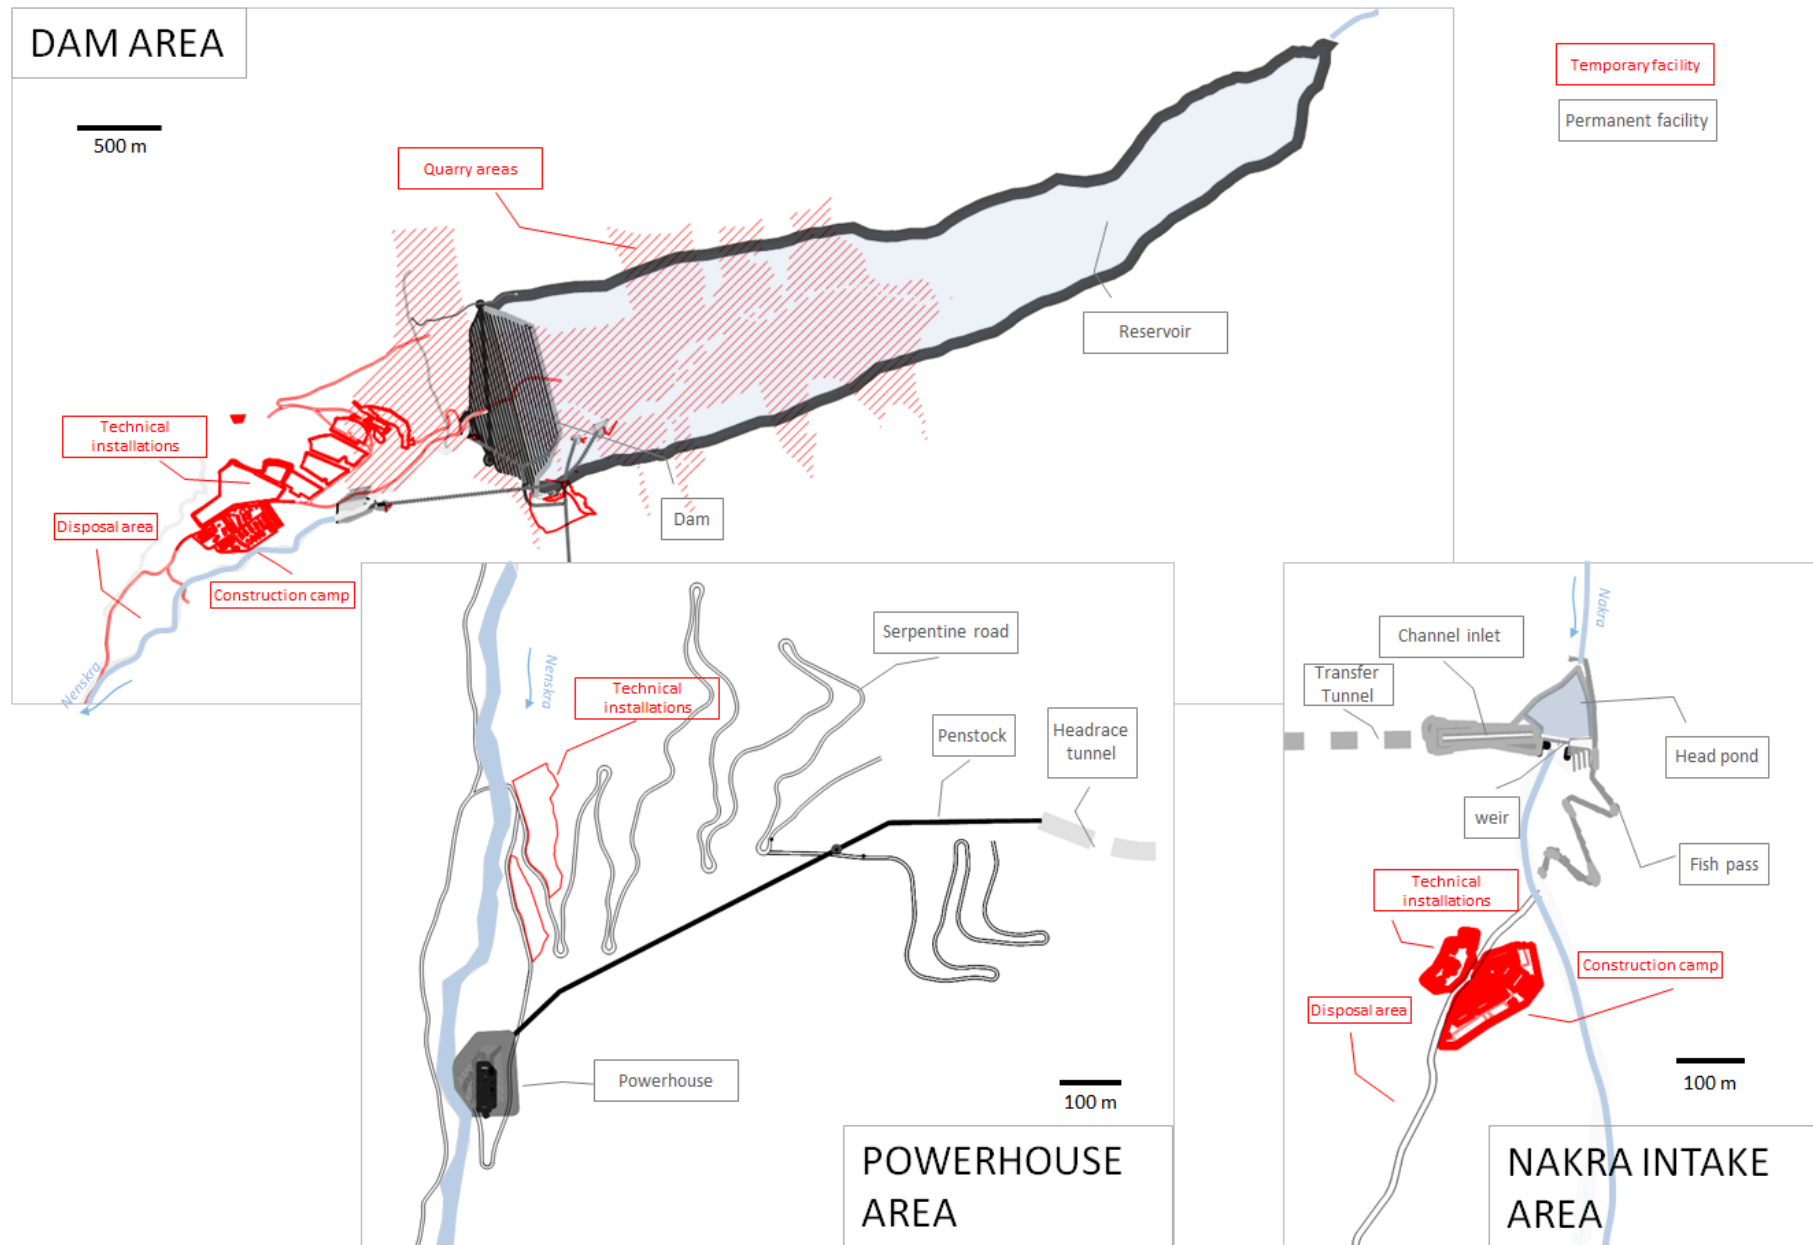 DAM AREA
500 m
Temporary facility
Permanent facility
Quarry areas
Reservoir
Technical
installations
Dam
Disposal area
Construction camp
Nenskra
Nenskra
Serpentine road
Technical
installations
Penstock
Headrace
tunnel
Powerhouse
100 m
POWERHOUSE
AREA
Nakra
Channel inlet
Transfer
Tunnel
Head pond
weir
Fish pass
Technical
installations
Construction camp
Disposal area
100 m
NAKRA INTAKE
AREA